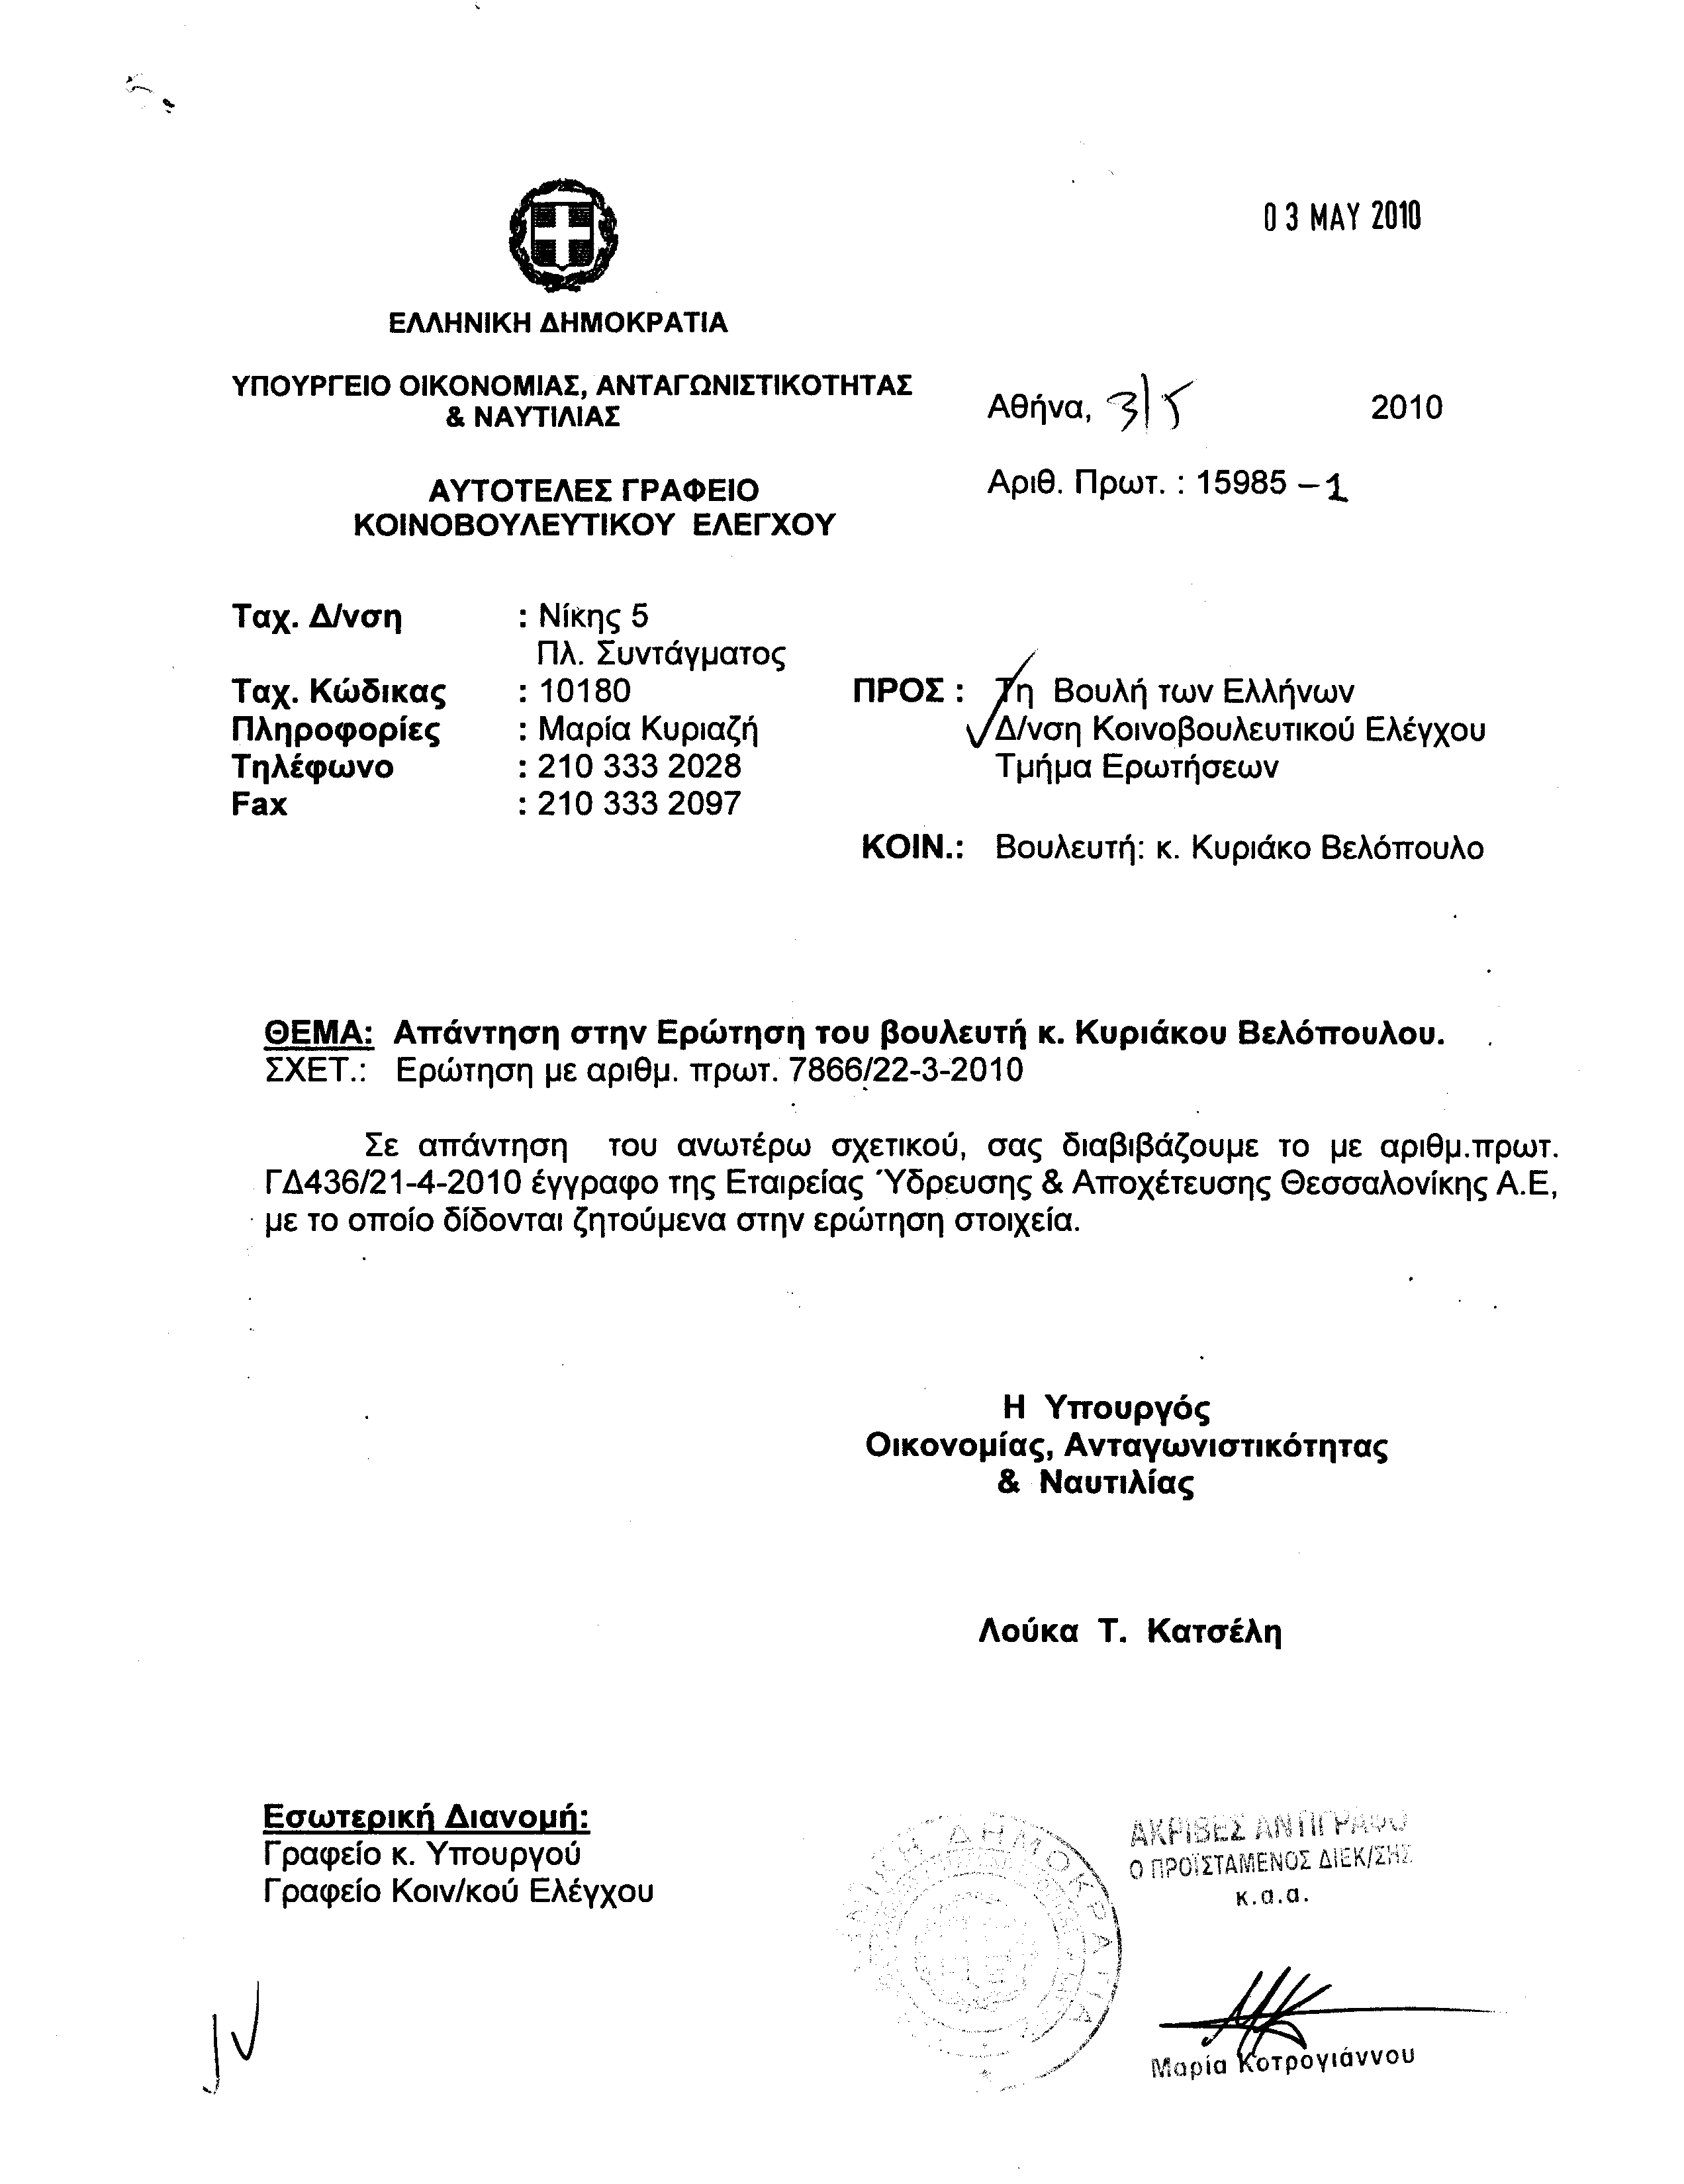 03 MAY 2010
ΕΛΛΗΝΙΚΗ ΔΗΜΟΚΡΑΤΙΑ
ΥΠΟΥΡΓΕΙΟ ΟΙΚΟΝΟΜΙΑΣ, ΑΝΤΑΓΩΝΙΣΤΙΚΟΤΗΤΑΣ
& ΝΑΥΤΙΛΙΑΣ
Αθήνα, 3/5 2010
ΑΥΤΟΤΕΛΕΣ ΓΡΑΦΕΙΟ
ΚΟΙΝΟΒΟΥΛΕΥΤΙΚΟΥ ΕΛΕΓΧΟΥ
Αριθ. Πρωτ. : 15985 -1
Ταχ. Δ/νση : Νίκης 5
Πλ. Συντάγματος
Ταχ. Κώδικας : 10180
Πληροφορίες : Μαρία Κυριαζή
Τηλέφωνο : 210 333 2028
Fax : 210 333 2097
ΠΡΟΣ : Τη Βουλή των Ελλήνων
Δ/νση Κοινοβουλευτικού Ελέγχου
Τμήμα Ερωτήσεων
ΚΟΙΝ.: Βουλευτή: κ. Κυριάκο Βελόπουλο
ΘΕΜΑ: Απάντηση στην Ερώτηση του βουλευτή κ. Κυριάκου Βελόπουλου.
ΣΧΕΤ.: Ερώτηση με αριθμ. πρωτ. 7866/22-3-2010
Σε απάντηση του ανωτέρω σχετικού, σας διαβιβάζουμε το με αριθμ.πρωτ.
ΓΔ436/21-4-2010 έγγραφο της Εταιρείας Ύδρευσης & Αποχέτευσης Θεσσαλονίκης Α.Ε,
με το οποίο δίδονται ζητούμενα στην ερώτηση στοιχεία.
Η Υπουργός
Οικονομίας, Ανταγωνιστικότητας
& Ναυτιλίας
Λούκα Τ. Κατσέλη
Εσωτερική Διανομή:
Γραφείο κ. Υπουργού
Γραφείο Κοιν/κού Ελέγχου
ΑΚΡΙΒΕΣ ΑΝΤΙΓΡΑΦΟ
Ο ΠΡΟΪΣΤΑΜΕΝΟΣ ΔΙΕΚ/ΣΗΣ
κ.α.α.
Μαρία Κοτρογιάννου